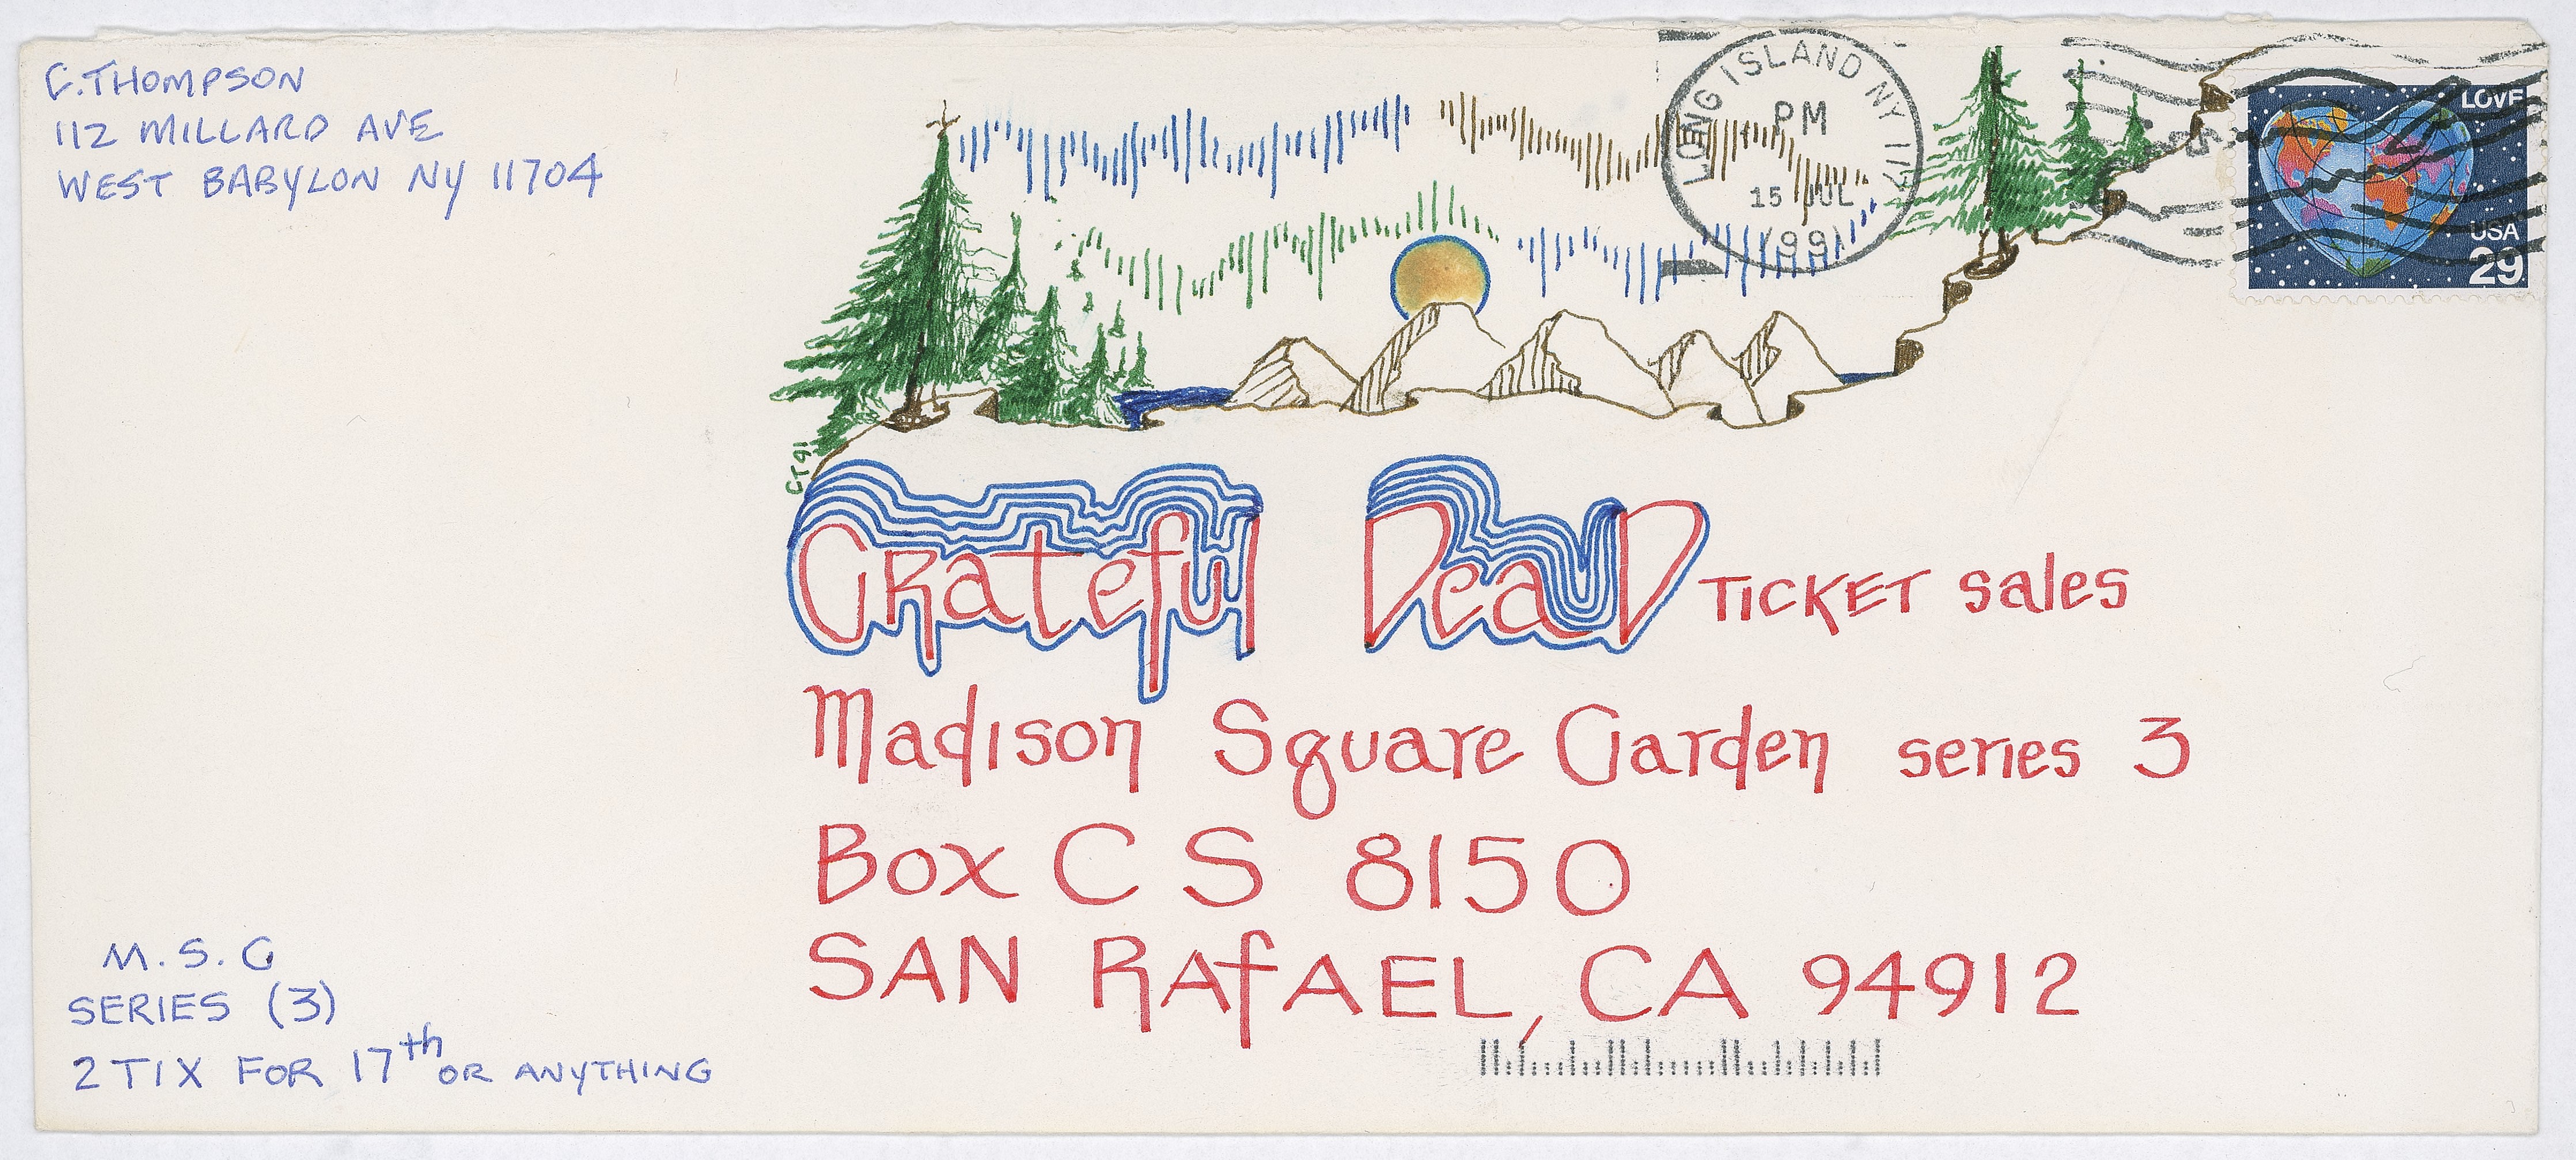 C. THOMPSON
112 MILLARD AVE
WEST BABYLON NY 11704
LONG ISLAND NY 117
PM
15 JUL
1991
LOVE
USA
29
CT91
Grateful Dead TICKET sales
Madison Square Garden series 3
Box C S 8150
SAN RAfAEL, CA 94912
M.S.G
SERIES (3)
2 TIX FOR 17th OR ANYTHING